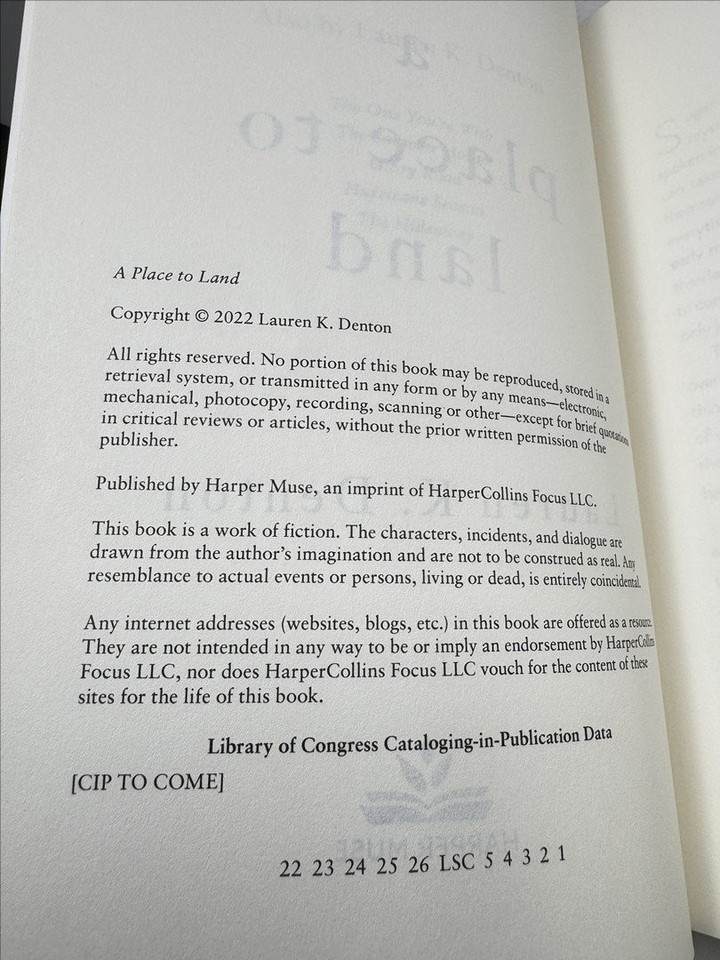 A Place to Land
Copyright © 2022 Lauren K. Denton
All rights reserved. No portion of this book may be reproduced, stored in a
retrieval system, or transmitted in any form or by any means—electronic,
mechanical, photocopy, recording, scanning or other—except for brief quotations
in critical reviews or articles, without the prior written permission of the
publisher.
Published by Harper Muse, an imprint of HarperCollins Focus LLC.
This book is a work of fiction. The characters, incidents, and dialogue are
drawn from the author's imagination and are not to be construed as real. Any
resemblance to actual events or persons, living or dead, is entirely coincidental.
Any internet addresses (websites, blogs, etc.) in this book are offered as a resource.
They are not intended in any way to be or imply an endorsement by HarperCollins
Focus LLC, nor does HarperCollins Focus LLC vouch for the content of these
sites for the life of this book.
Library of Congress Cataloging-in-Publication Data
[CIP TO COME]
22 23 24 25 26 LSC 5 4 3 2 1